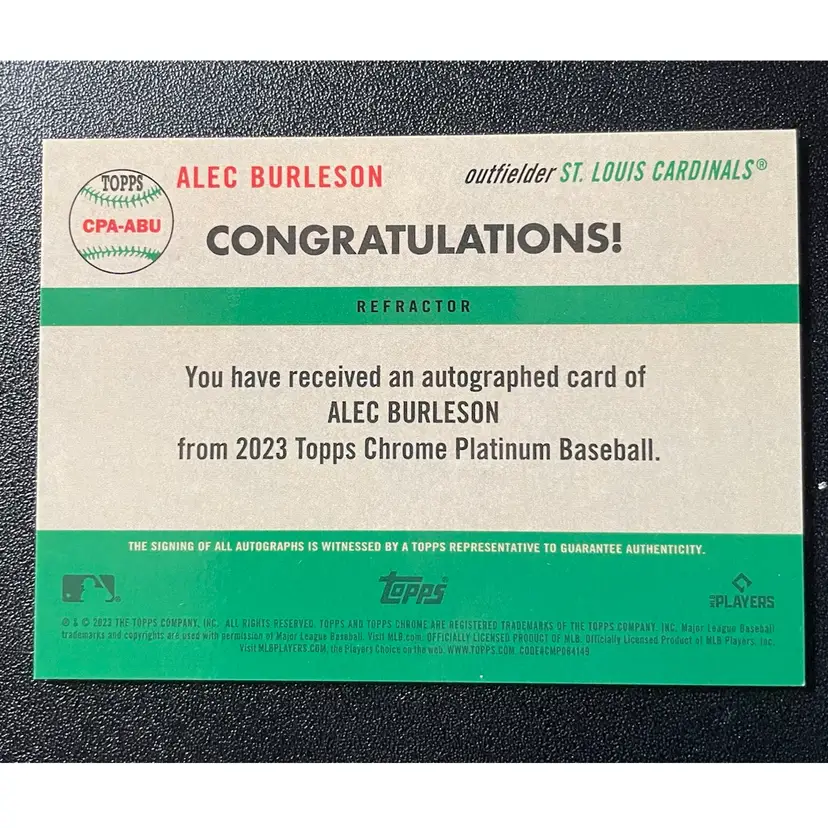 TOPPS
CPA-ABU
ALEC BURLESON
outfielder ST. LOUIS CARDINALS®
CONGRATULATIONS!
REFRACTOR
You have received an autographed card of
ALEC BURLESON
from 2023 Topps Chrome Platinum Baseball.
THE SIGNING OF ALL AUTOGRAPHS IS WITNESSED BY A TOPPS REPRESENTATIVE TO GUARANTEE AUTHENTICITY.
topps
MLB PLAYERS
® & © 2023 THE TOPPS COMPANY, INC. ALL RIGHTS RESERVED. TOPPS AND TOPPS CHROME ARE REGISTERED TRADEMARKS OF THE TOPPS COMPANY, INC. Major League Baseball
trademarks and copyrights are used with permission of Major League Baseball. Visit MLB.com. OFFICIALLY LICENSED PRODUCT OF MLB. Officially Licensed Product of MLB Players, Inc.
Visit MLBPLAYERS.COM, the Players Choice on the web. WWW.TOPPS.COM. CODE#CMP064149